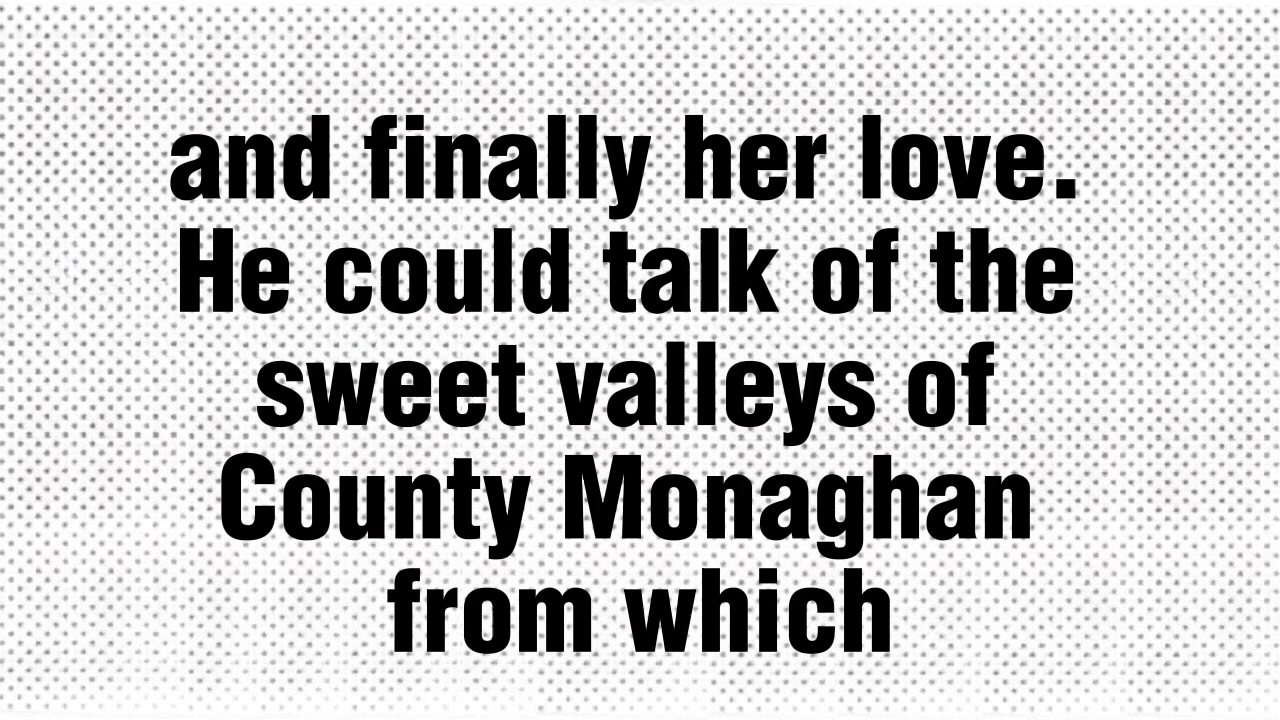 and finally her love.
He could talk of the
sweet valleys of
County Monaghan
from which